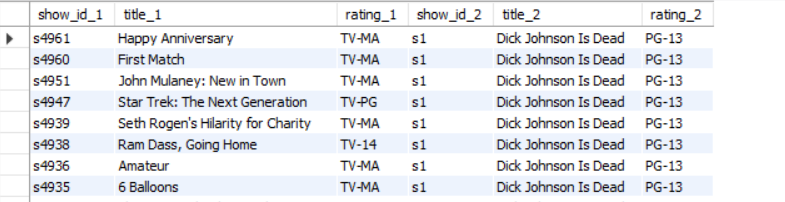 show_id_1 title_1 rating_1 show_id_2 title_2 rating_2
s4961 Happy Anniversary TV-MA s1 Dick Johnson Is Dead PG-13
s4960 First Match TV-MA s1 Dick Johnson Is Dead PG-13
s4951 John Mulaney: New in Town TV-MA s1 Dick Johnson Is Dead PG-13
s4947 Star Trek: The Next Generation TV-PG s1 Dick Johnson Is Dead PG-13
s4939 Seth Rogen's Hilarity for Charity TV-MA s1 Dick Johnson Is Dead PG-13
s4938 Ram Dass, Going Home TV-14 s1 Dick Johnson Is Dead PG-13
s4936 Amateur TV-MA s1 Dick Johnson Is Dead PG-13
s4935 6 Balloons TV-MA s1 Dick Johnson Is Dead PG-13